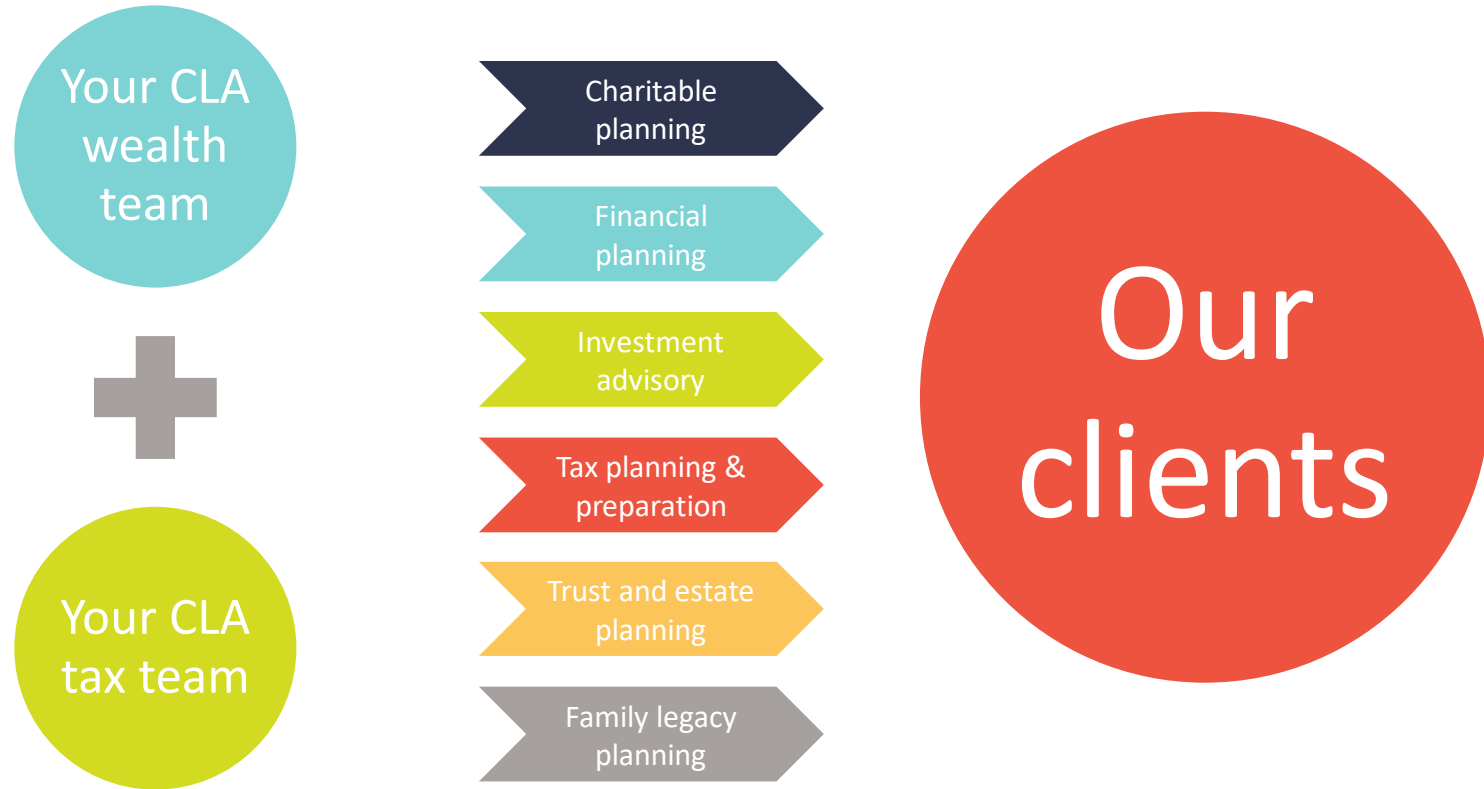 Your CLA
wealth
team
Your CLA
tax team
Charitable
planning
Financial
planning
Investment
advisory
Tax planning &
preparation
Trust and estate
planning
Family legacy
planning
Our
clients